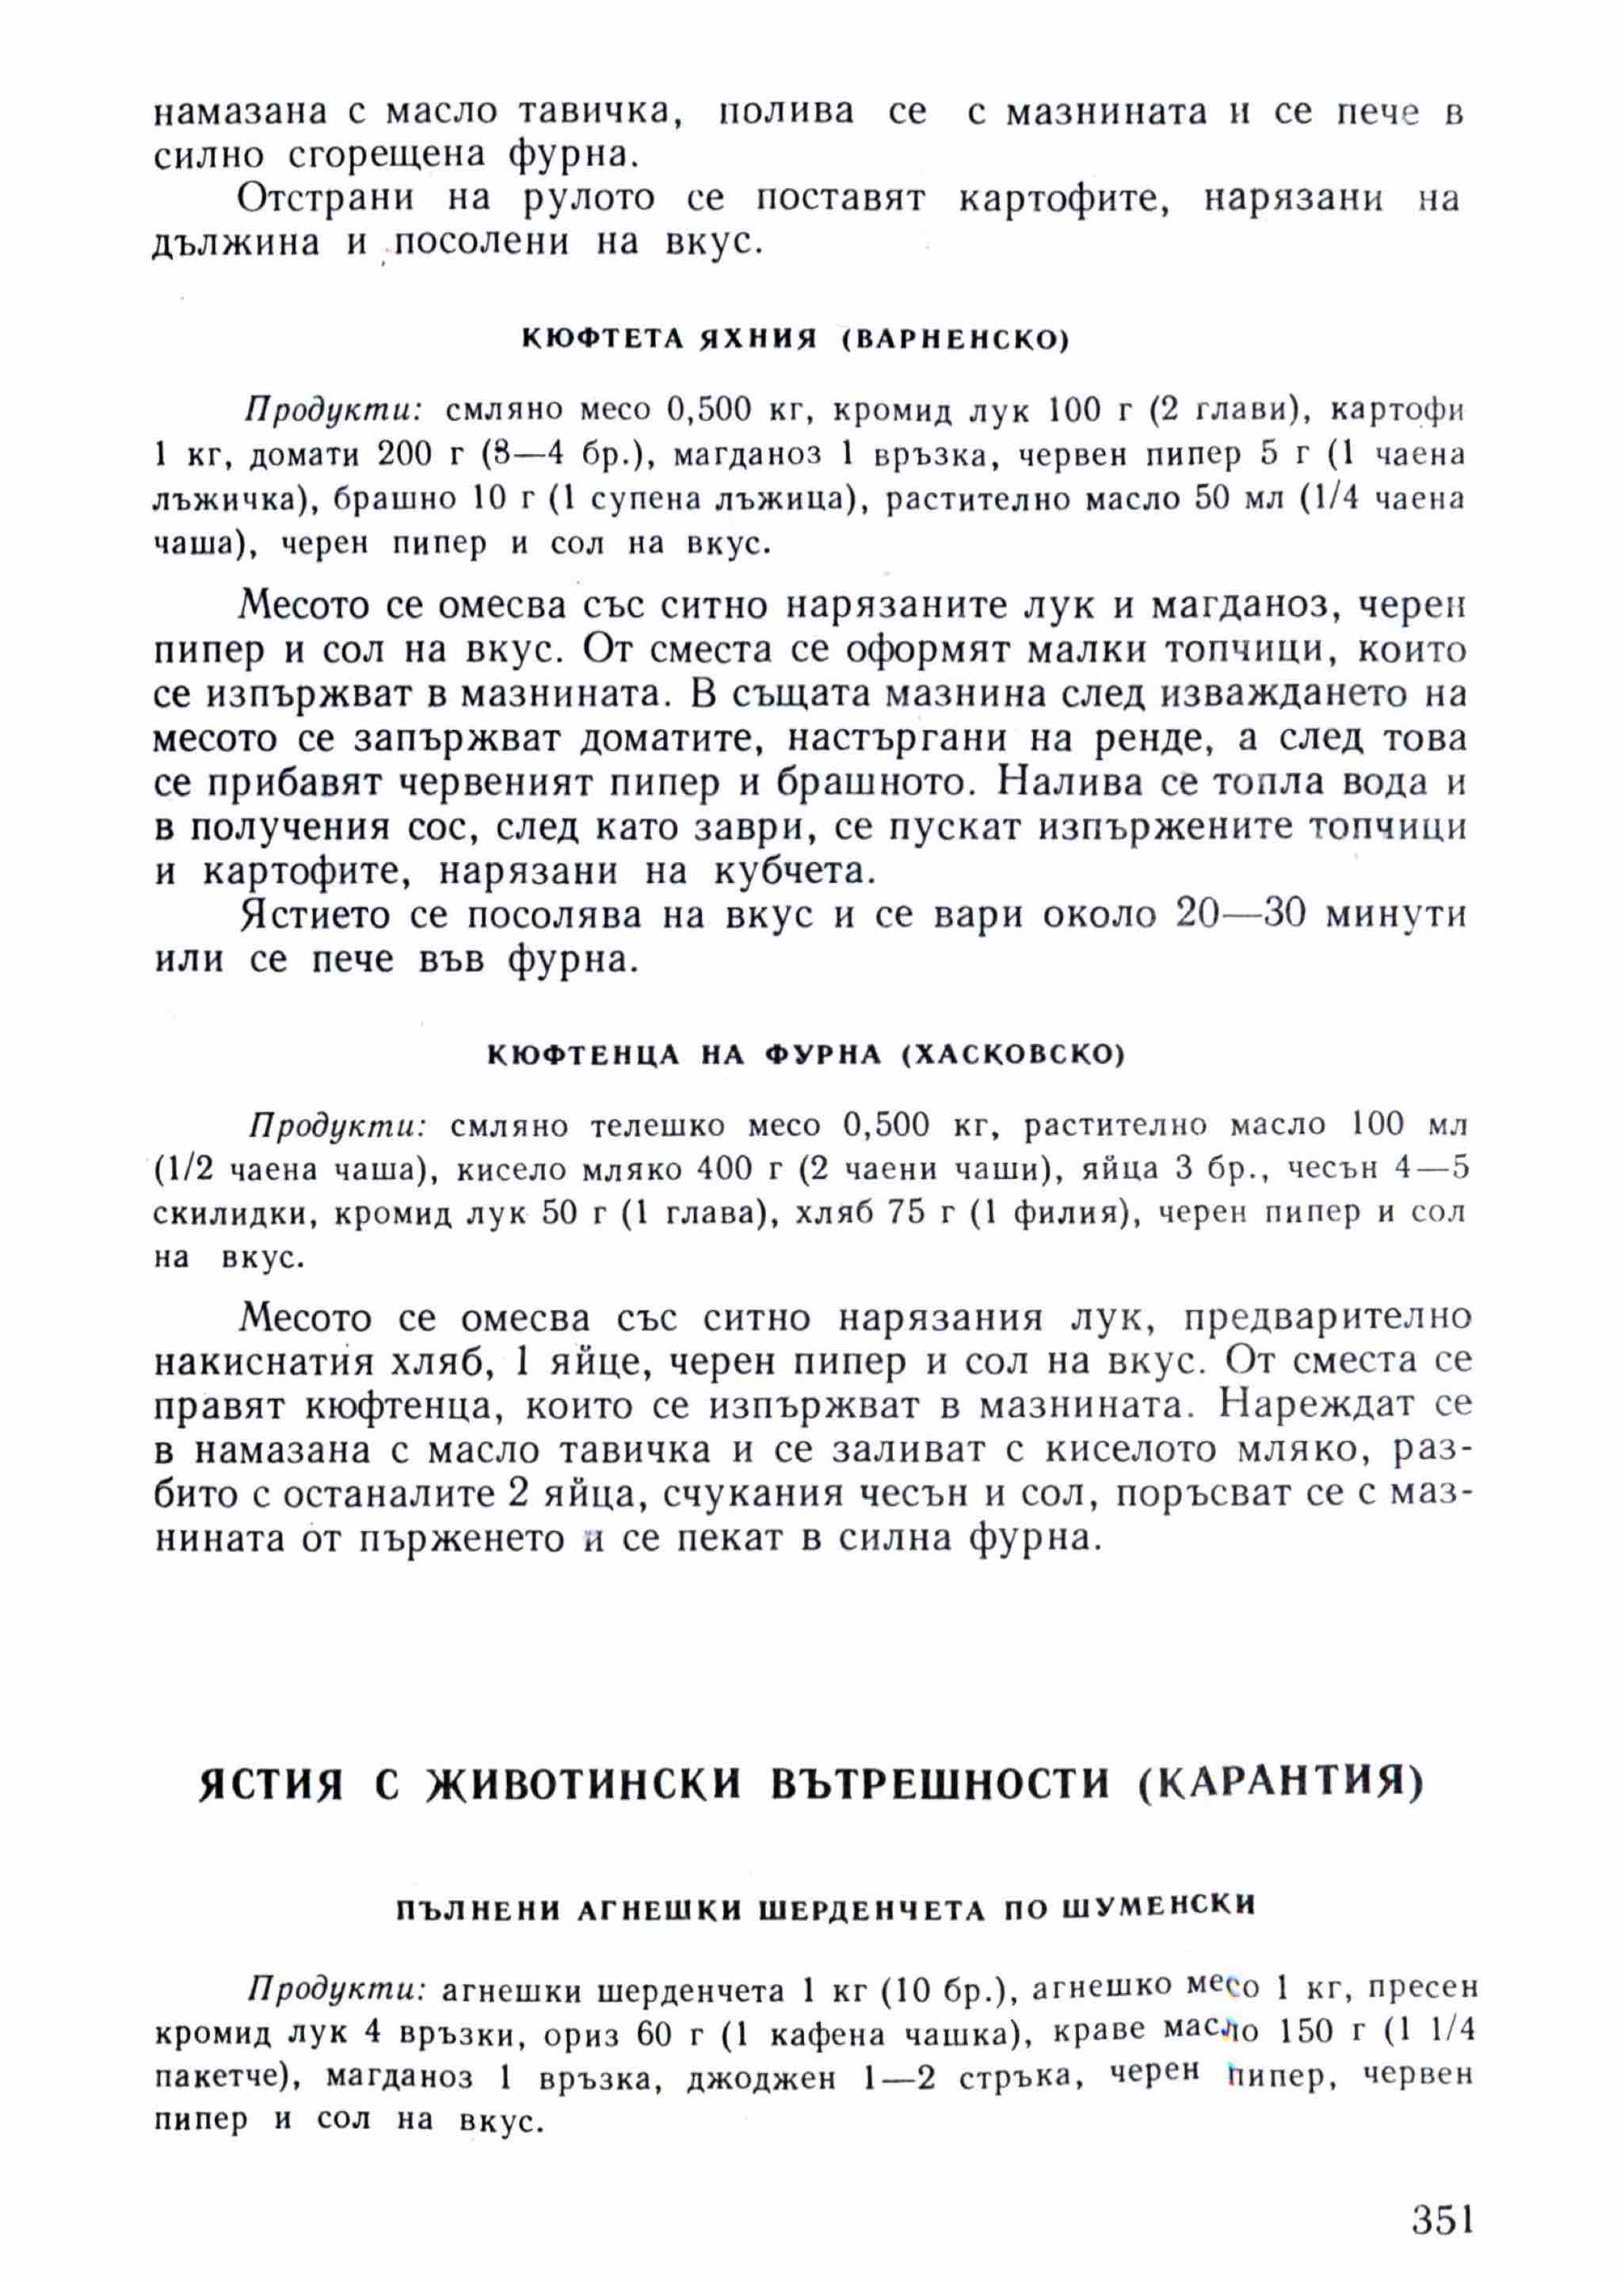 намазана с масло тавичка, полива се с мазнината и се пече в
силно сгорещена фурна.
Отстрани на рулото се поставят картофите, нарязани на
дължина и посолени на вкус.
КЮФТЕТА ЯХНИЯ (ВАРНЕНСКО)
Продукти: смляно месо 0,500 кг, кромид лук 100 г (2 глави), картофи
1 кг, домати 200 г (3—4 бр.), магданоз 1 връзка, червен пипер 5 г (1 чаена
лъжичка), брашно 10 г (1 супена лъжица), растително масло 50 мл (1/4 чаена
чаша), черен пипер и сол на вкус.
Месото се омесва със ситно нарязаните лук и магданоз, черен
пипер и сол на вкус. От сместа се оформят малки топчици, които
се изпържват в мазнината. В същата мазнина след изваждането на
месото се запържват доматите, настъргани на ренде, а след това
се прибавят червеният пипер и брашното. Налива се топла вода и
в получения сос, след като заври, се пускат изпържените топчици
и картофите, нарязани на кубчета.
Ястието се посолява на вкус и се вари около 20—30 минути
или се пече във фурна.
КЮФТЕНЦА НА ФУРНА (ХАСКОВСКО)
Продукти: смляно телешко месо 0,500 кг, растително масло 100 мл
(1/2 чаена чаша), кисело мляко 400 г (2 чаени чаши), яйца 3 бр., чесън 4—5
скилидки, кромид лук 50 г (1 глава), хляб 75 г (1 филия), черен пипер и сол
на вкус.
Месото се омесва със ситно нарязания лук, предварително
накиснатия хляб, 1 яйце, черен пипер и сол на вкус. От сместа се
правят кюфтенца, които се изпържват в мазнината. Нареждат се
в намазана с масло тавичка и се заливат с киселото мляко, раз-
бито с останалите 2 яйца, счукания чесън и сол, поръсват се с маз-
нината от пърженето и се пекат в силна фурна.
ЯСТИЯ С ЖИВОТИНСКИ ВЪТРЕШНОСТИ (КАРАНТИЯ)
ПЪЛНЕНИ АГНЕШКИ ШЕРДЕНЧЕТА ПО ШУМЕНСКИ
Продукти: агнешки шерденчета 1 кг (10 бр.), агнешко месо 1 кг, пресен
кромид лук 4 връзки, ориз 60 г (1 кафена чашка), краве масло 150 г (1 1/4
пакетче), магданоз 1 връзка, джоджен 1—2 стръка, черен пипер, червен
пипер и сол на вкус.
351